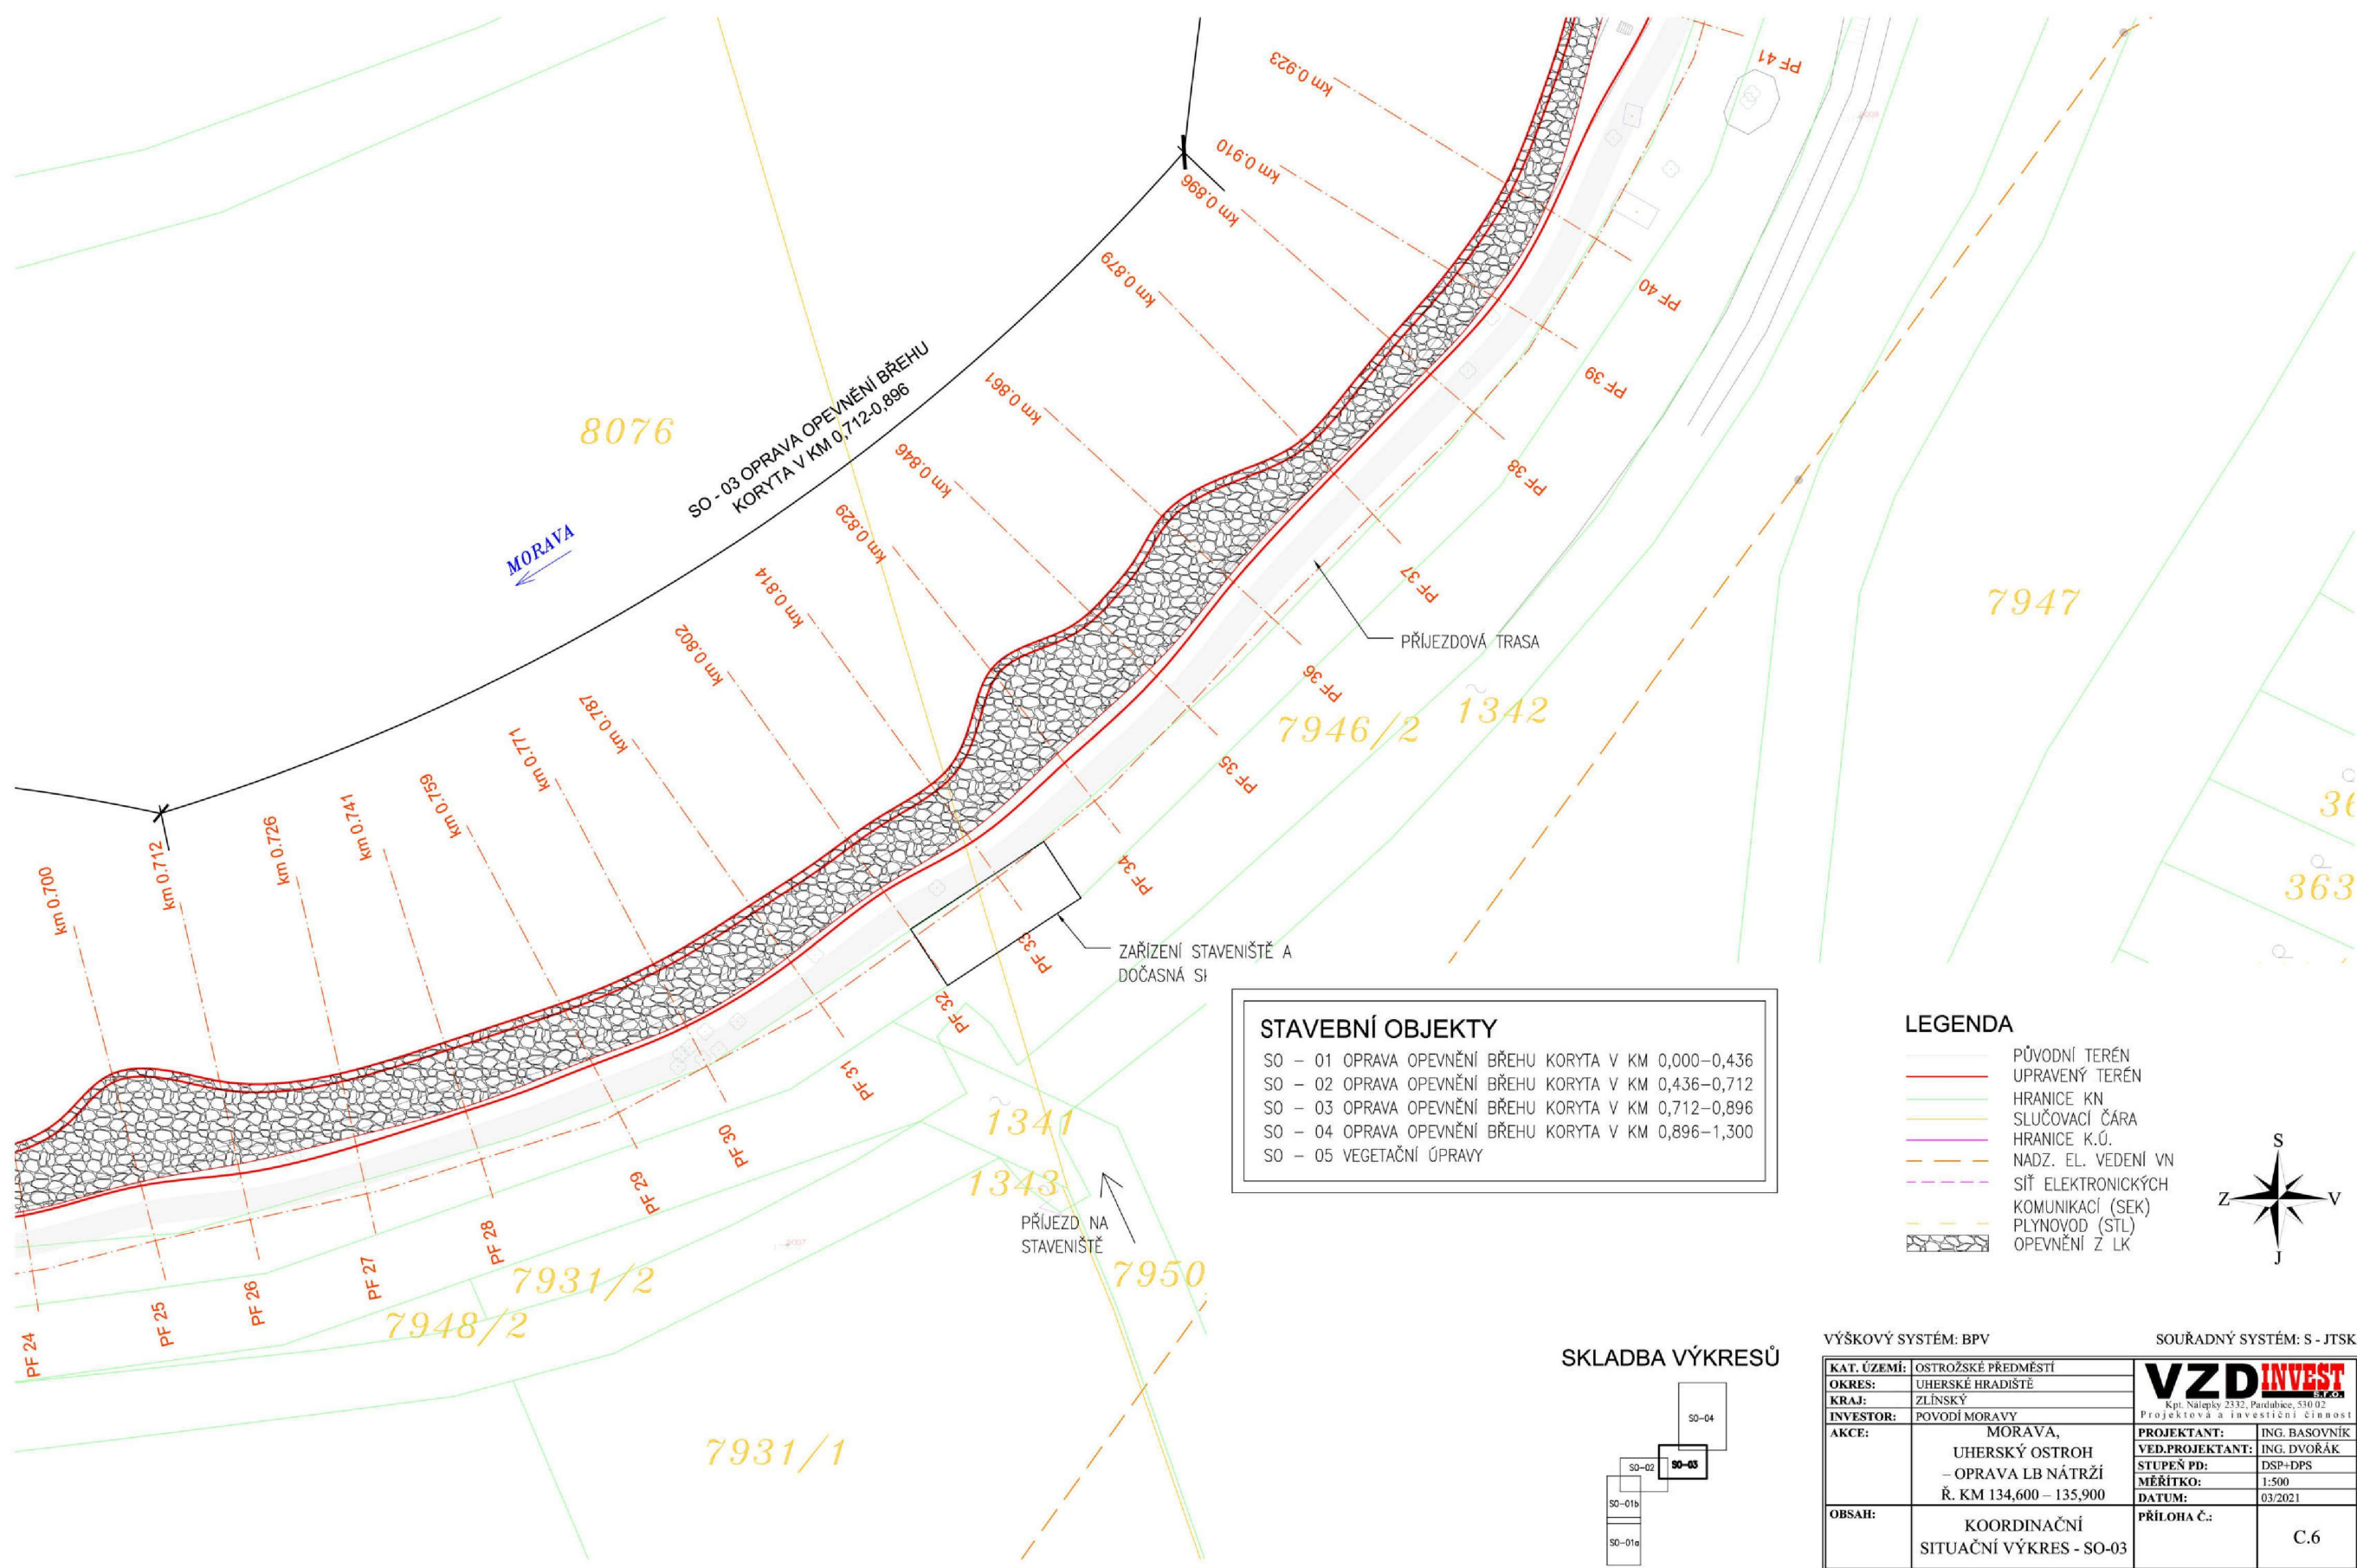 km 0.923
PF 41
km 0.910
km 0.896
km 0.879
km 0.861
km 0.846
km 0.829
km 0.814
km 0.802
km 0.787
km 0.771
km 0.759
km 0.741
km 0.726
km 0.712
km 0.700
8076
SO - 03 OPRAVA OPEVNĚNÍ BŘEHU
KORYTA V KM 0,712-0,896
MORAVA
PF 40
PF 39
PF 38
PF 37
PF 36
PF 35
PF 34
PF 33
PF 32
PF 31
PF 30
PF 29
PF 28
PF 27
PF 26
PF 25
PF 24
PŘÍJEZDOVÁ TRASA
7947
7946/2
1342
363
ZAŘÍZENÍ STAVENIŠTĚ A
DOČASNÁ
1341
1343
PŘÍJEZD NA
STAVENIŠTĚ
7950
7931/2
7948/2
7931/1
STAVEBNÍ OBJEKTY
SO - 01 OPRAVA OPEVNĚNÍ BŘEHU KORYTA V KM 0,000-0,436
SO - 02 OPRAVA OPEVNĚNÍ BŘEHU KORYTA V KM 0,436-0,712
SO - 03 OPRAVA OPEVNĚNÍ BŘEHU KORYTA V KM 0,712-0,896
SO - 04 OPRAVA OPEVNĚNÍ BŘEHU KORYTA V KM 0,896-1,300
SO - 05 VEGETAČNÍ ÚPRAVY
LEGENDA
PŮVODNÍ TERÉN
UPRAVENÝ TERÉN
HRANICE KN
SLUČOVACÍ ČÁRA
HRANICE K.Ú.
NADZ. EL. VEDENÍ VN
SÍŤ ELEKTRONICKÝCH
KOMUNIKACÍ (SEK)
PLYNOVOD (STL)
OPEVNĚNÍ Z LK
S
Z V
J
SKLADBA VÝKRESŮ
SO-04
SO-03
SO-02
SO-01b
SO-01a
VÝŠKOVÝ SYSTÉM: BPV SOUŘADNÝ SYSTÉM: S - JTSK
KAT. ÚZEMÍ: OSTROŽSKÉ PŘEDMĚSTÍ
OKRES: UHERSKÉ HRADIŠTĚ
KRAJ: ZLÍNSKÝ
INVESTOR: POVODÍ MORAVY
VZD INVEST s.r.o.
Kpt. Nálepky 2332, Pardubice, 530 02
Projektová a investiční činnost
AKCE: MORAVA,
UHERSKÝ OSTROH
– OPRAVA LB NÁTRŽÍ
Ř. KM 134,600 – 135,900
PROJEKTANT: ING. BASOVNÍK
VED.PROJEKTANT: ING. DVOŘÁK
STUPEŇ PD: DSP+DPS
MĚŘÍTKO: 1:500
DATUM: 03/2021
OBSAH: KOORDINAČNÍ
SITUAČNÍ VÝKRES - SO-03
PŘÍLOHA Č.: C.6